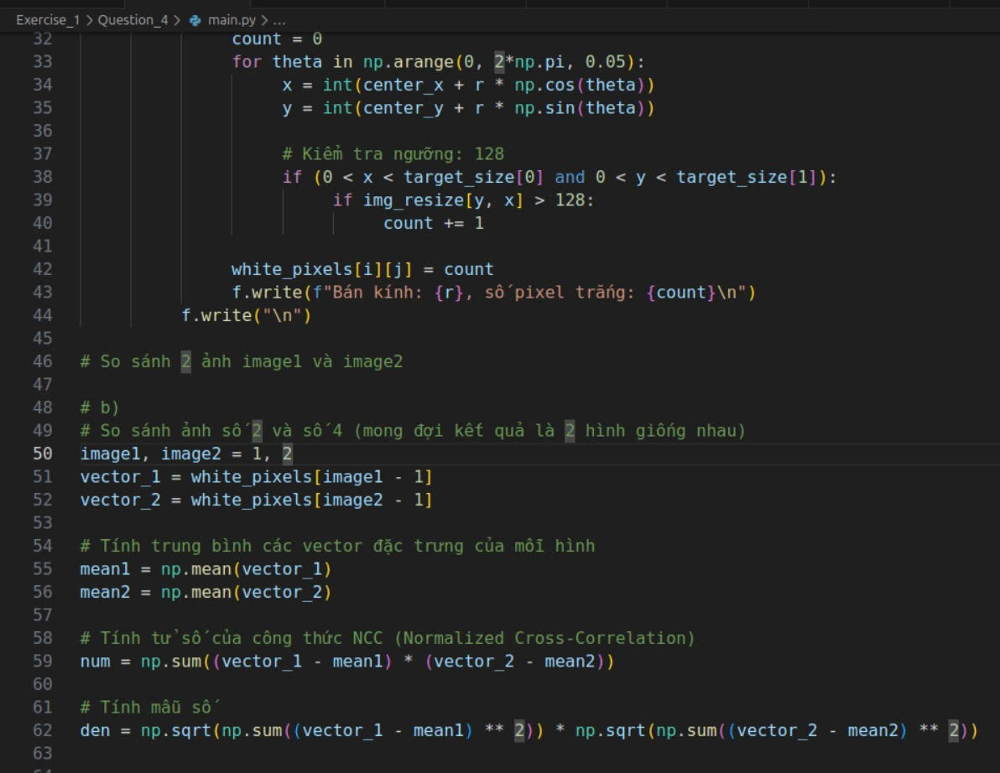 Exercise_1 > Question_4 > main.py > ...
32 count = 0
33 for theta in np.arange(0, 2*np.pi, 0.05):
34 x = int(center_x + r * np.cos(theta))
35 y = int(center_y + r * np.sin(theta))
36
37 # Kiểm tra ngưỡng: 128
38 if (0 < x < target_size[0] and 0 < y < target_size[1]):
39 if img_resize[y, x] > 128:
40 count += 1
41
42 white_pixels[i][j] = count
43 f.write(f"Bán kính: {r}, số pixel trắng: {count}\n")
44 f.write("\n")
45
46 # So sánh 2 ảnh image1 và image2
47
48 # b)
49 # So sánh ảnh số 2 và số 4 (mong đợi kết quả là 2 hình giống nhau)
50 image1, image2 = 1, 2
51 vector_1 = white_pixels[image1 - 1]
52 vector_2 = white_pixels[image2 - 1]
53
54 # Tính trung bình các vector đặc trưng của mỗi hình
55 mean1 = np.mean(vector_1)
56 mean2 = np.mean(vector_2)
57
58 # Tính tử số của công thức NCC (Normalized Cross-Correlation)
59 num = np.sum((vector_1 - mean1) * (vector_2 - mean2))
60
61 # Tính mẫu số
62 den = np.sqrt(np.sum((vector_1 - mean1) ** 2)) * np.sqrt(np.sum((vector_2 - mean2) ** 2))
63